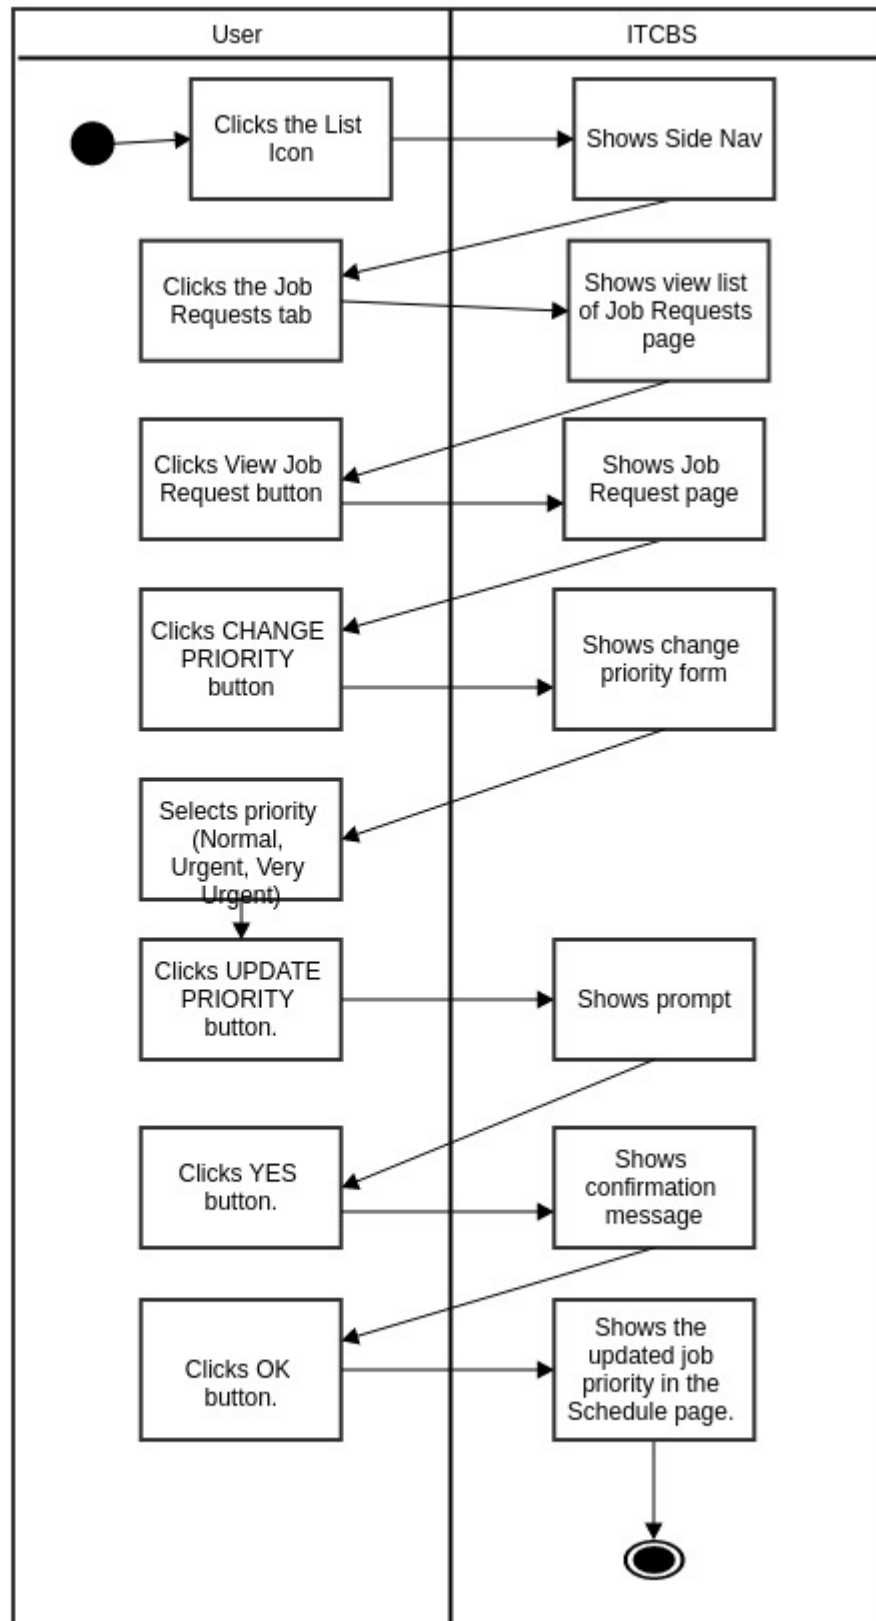 User
ITCBS
Clicks the List
Icon
Shows Side Nav
Clicks the Job
Requests tab
Shows view list
of Job Requests
page
Clicks View Job
Request button
Shows Job
Request page
Clicks CHANGE
PRIORITY
button
Shows change
priority form
Selects priority
(Normal,
Urgent, Very
Urgent)
Clicks UPDATE
PRIORITY
button.
Shows prompt
Clicks YES
button.
Shows
confirmation
message
Clicks OK
button.
Shows the
updated job
priority in the
Schedule page.